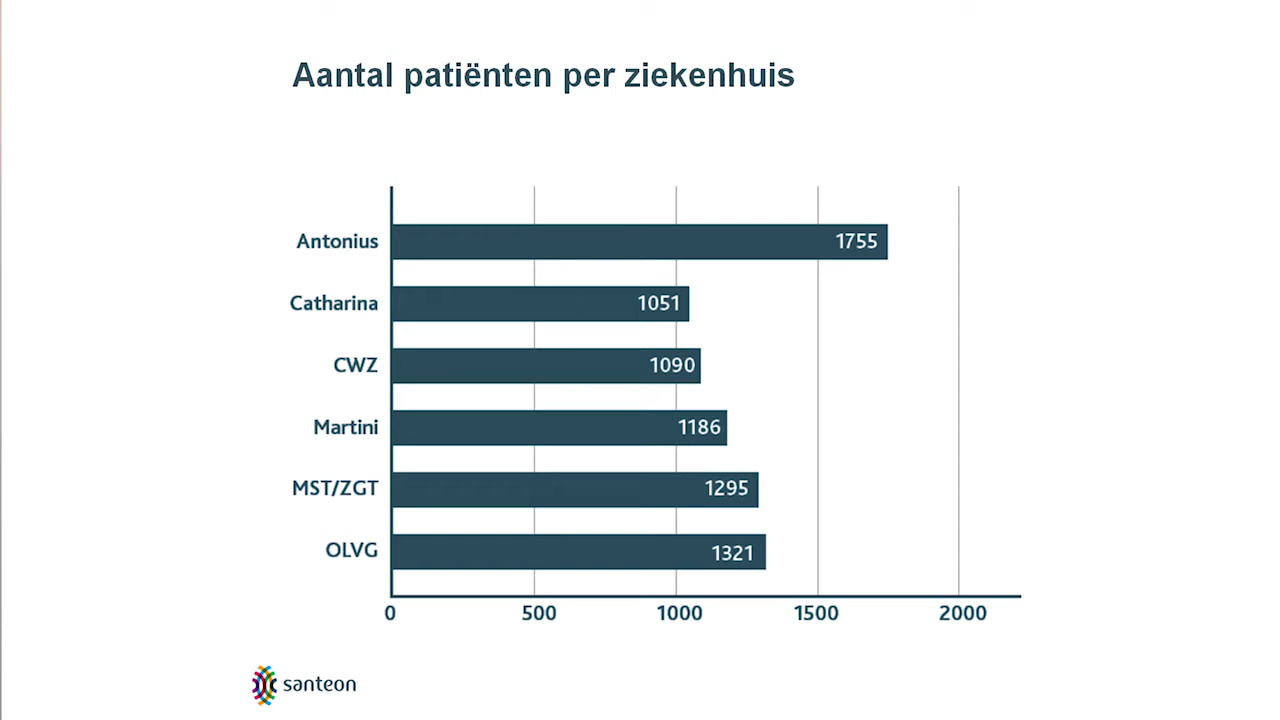 Aantal patiënten per ziekenhuis
Antonius 1755
Catharina 1051
CWZ 1090
Martini 1186
MST/ZGT 1295
OLVG 1321
0 500 1000 1500 2000
santeon